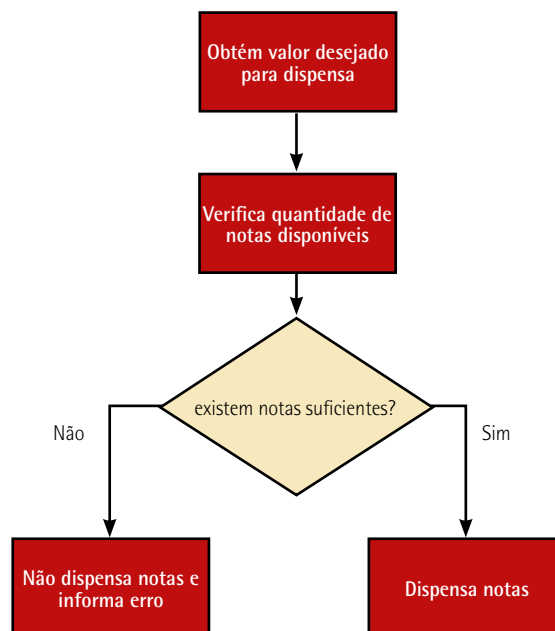 Obtém valor desejado
para dispensa
Verifica quantidade de
notas disponíveis
existem notas suficientes?
Não
Sim
Não dispensa notas e
informa erro
Dispensa notas